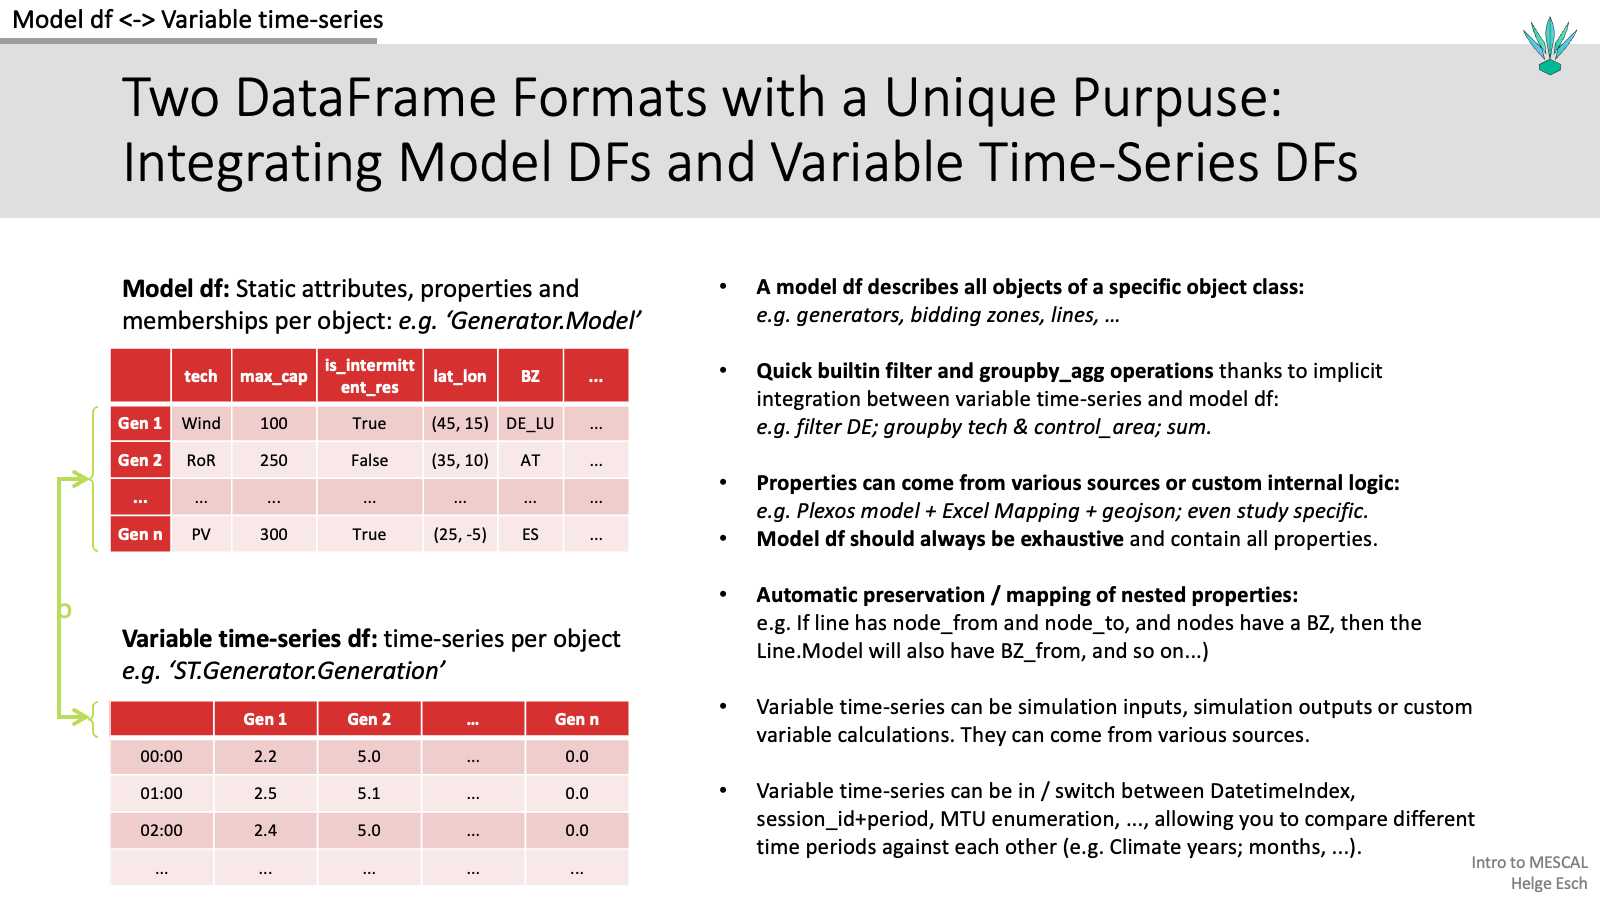 Model df <-> Variable time-series
Two DataFrame Formats with a Unique Purpuse:
Integrating Model DFs and Variable Time-Series DFs
Model df: Static attributes, properties and
memberships per object: e.g. ‘Generator.Model’
tech max_cap is_intermitt
ent_res lat_lon BZ ...
Gen 1 Wind 100 True (45, 15) DE_LU ...
Gen 2 RoR 250 False (35, 10) AT ...
... ... ... ... ... ... ...
Gen n PV 300 True (25, -5) ES ...
Variable time-series df: time-series per object
e.g. ‘ST.Generator.Generation’
Gen 1 Gen 2 ... Gen n
00:00 2.2 5.0 ... 0.0
01:00 2.5 5.1 ... 0.0
02:00 2.4 5.0 ... 0.0
... ... ... ... ...
• A model df describes all objects of a specific object class:
e.g. generators, bidding zones, lines, ...
• Quick builtin filter and groupby_agg operations thanks to implicit
integration between variable time-series and model df:
e.g. filter DE; groupby tech & control_area; sum.
• Properties can come from various sources or custom internal logic:
e.g. Plexos model + Excel Mapping + geojson; even study specific.
• Model df should always be exhaustive and contain all properties.
• Automatic preservation / mapping of nested properties:
e.g. If line has node_from and node_to, and nodes have a BZ, then the
Line.Model will also have BZ_from, and so on...)
• Variable time-series can be simulation inputs, simulation outputs or custom
variable calculations. They can come from various sources.
• Variable time-series can be in / switch between DatetimeIndex,
session_id+period, MTU enumeration, ..., allowing you to compare different
time periods against each other (e.g. Climate years; months, ...).
Intro to MESCAL
Helge Esch